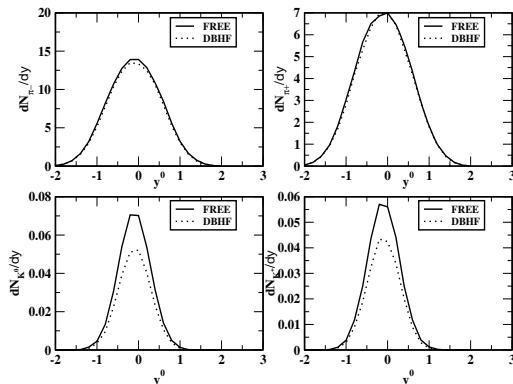 20
15
10
5
0
dN_π-/dy
FREE
DBHF
-2 -1 0 1 2 3
y^0
7
6
5
4
3
2
1
0
dN_π+/dy
FREE
DBHF
-2 -1 0 1 2 3
y^0
0.08
0.06
0.04
0.02
0
dN_K^0/dy
FREE
DBHF
-2 -1 0 1 2 3
y^0
0.06
0.05
0.04
0.03
0.02
0.01
0
dN_K+/dy
FREE
DBHF
-2 -1 0 1 2 3
y^0